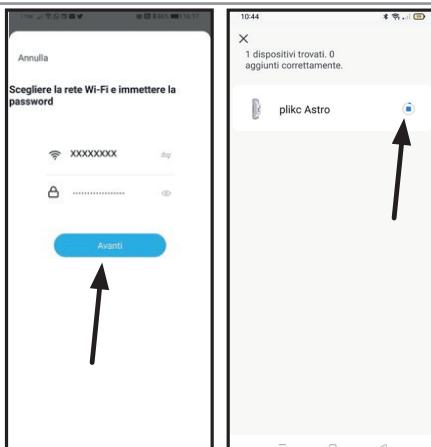 Annulla
Scegliere la rete Wi-Fi e immettere la
password
XXXXXXXX
Avanti
10:44
1 dispositivi trovati. 0
aggiunti correttamente.
plikc Astro